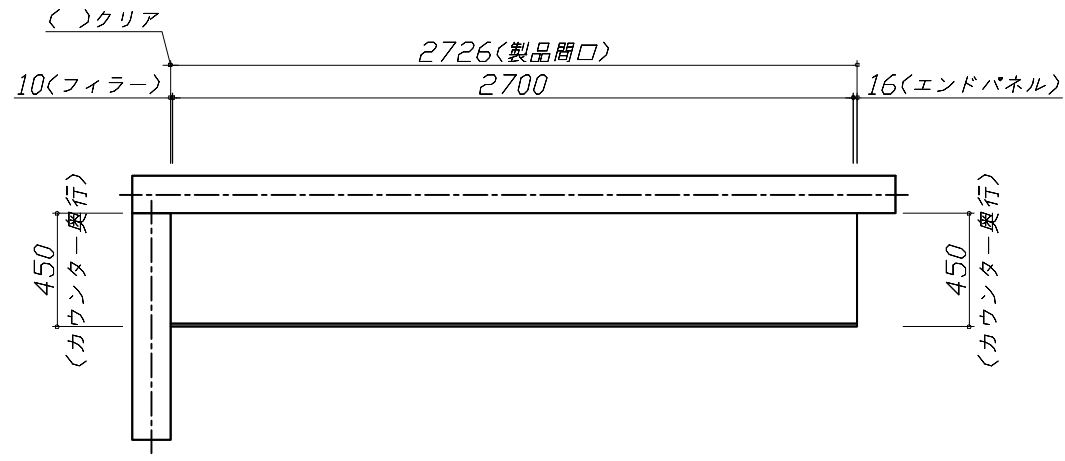 ( )クリア
2726(製品間口)
10(フィラー)
2700
16(エンドパネル)
450
(カウンター奥行)
450
(カウンター奥行)